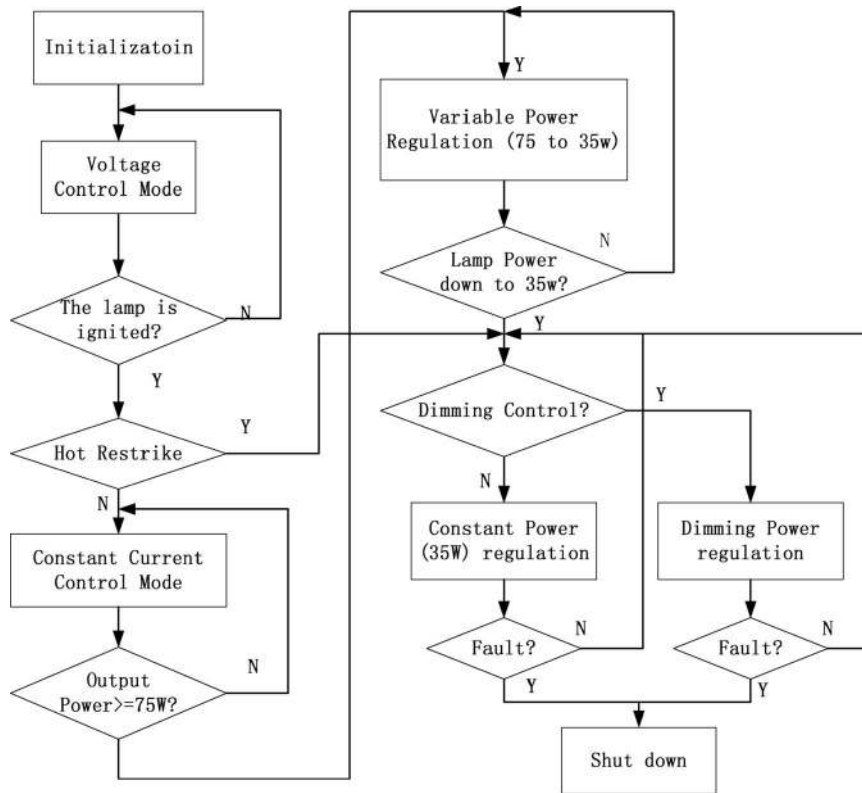 Initializatoin
Voltage
Control Mode
The lamp is
ignited?
N
Y
Hot Restrike
Y
N
Constant Current
Control Mode
Output
Power>=75W?
N
Y
Variable Power
Regulation (75 to 35w)
Lamp Power
down to 35w?
N
Y
Dimming Control?
Y
N
Constant Power
(35W) regulation
Dimming Power
regulation
Fault?
N
Y
Fault?
N
Y
Shut down